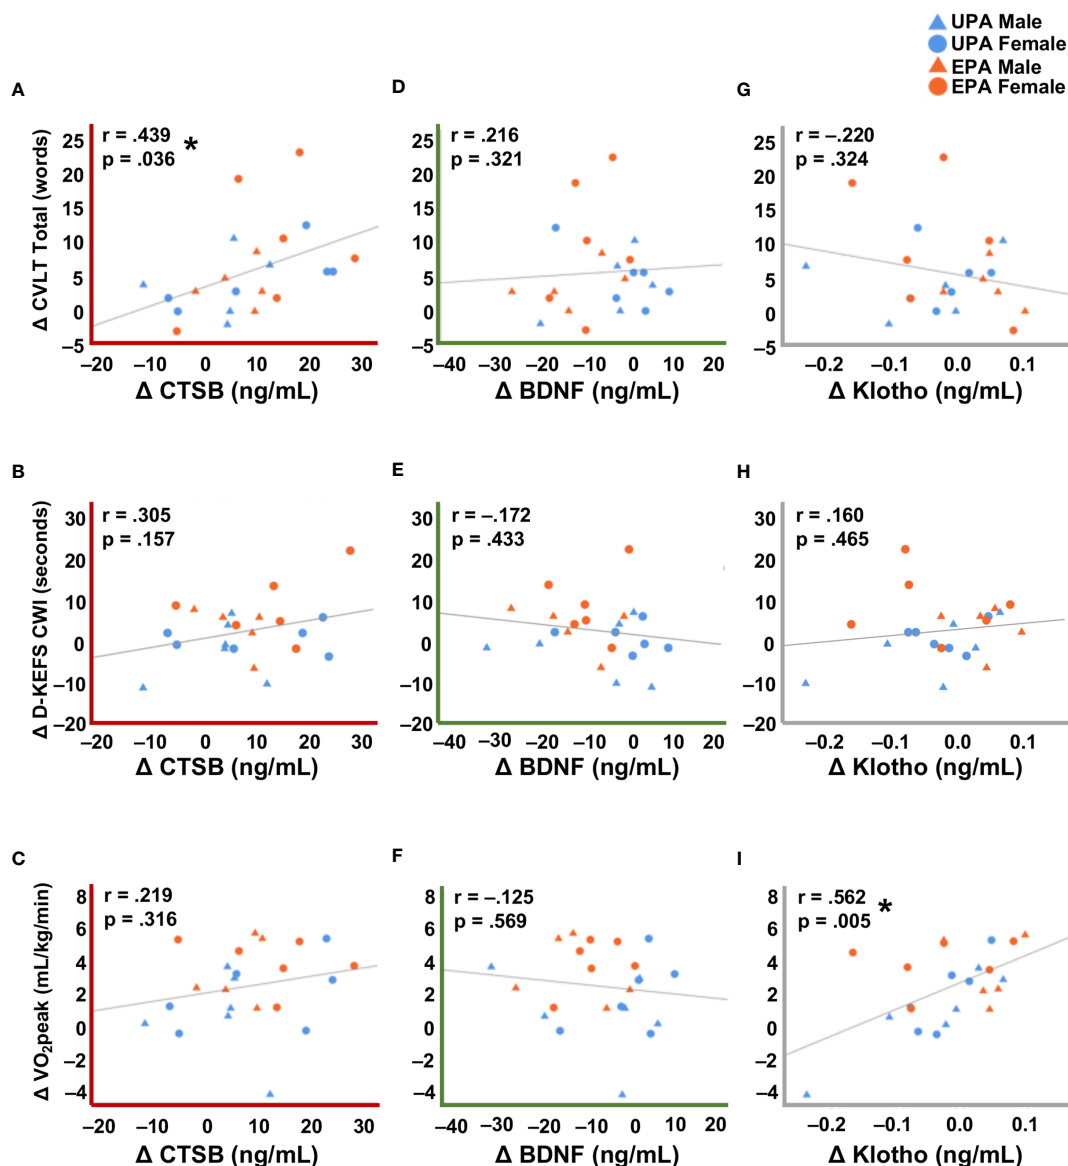 UPA Male
UPA Female
EPA Male
EPA Female
A
r = .439
p = .036 *
Δ CVLT Total (words)
25
20
15
10
5
0
–5
–20 –10 0 10 20 30
Δ CTSB (ng/mL)
D
r = .216
p = .321
25
20
15
10
5
0
–5
–40 –30 –20 –10 0 10 20
Δ BDNF (ng/mL)
G
r = –.220
p = .324
25
20
15
10
5
0
–5
–0.2 –0.1 0.0 0.1
Δ Klotho (ng/mL)
B
r = .305
p = .157
Δ D-KEFS CWI (seconds)
30
20
10
0
–10
–20
–20 –10 0 10 20 30
Δ CTSB (ng/mL)
E
r = –.172
p = .433
30
20
10
0
–10
–20
–40 –30 –20 –10 0 10 20
Δ BDNF (ng/mL)
H
r = .160
p = .465
30
20
10
0
–10
–20
–0.2 –0.1 0.0 0.1
Δ Klotho (ng/mL)
C
r = .219
p = .316
Δ VO₂peak (mL/kg/min)
8
6
4
2
0
–2
–4
–20 –10 0 10 20 30
Δ CTSB (ng/mL)
F
r = –.125
p = .569
8
6
4
2
0
–2
–4
–40 –30 –20 –10 0 10 20
Δ BDNF (ng/mL)
I
r = .562
p = .005 *
8
6
4
2
0
–2
–4
–0.2 –0.1 0.0 0.1
Δ Klotho (ng/mL)